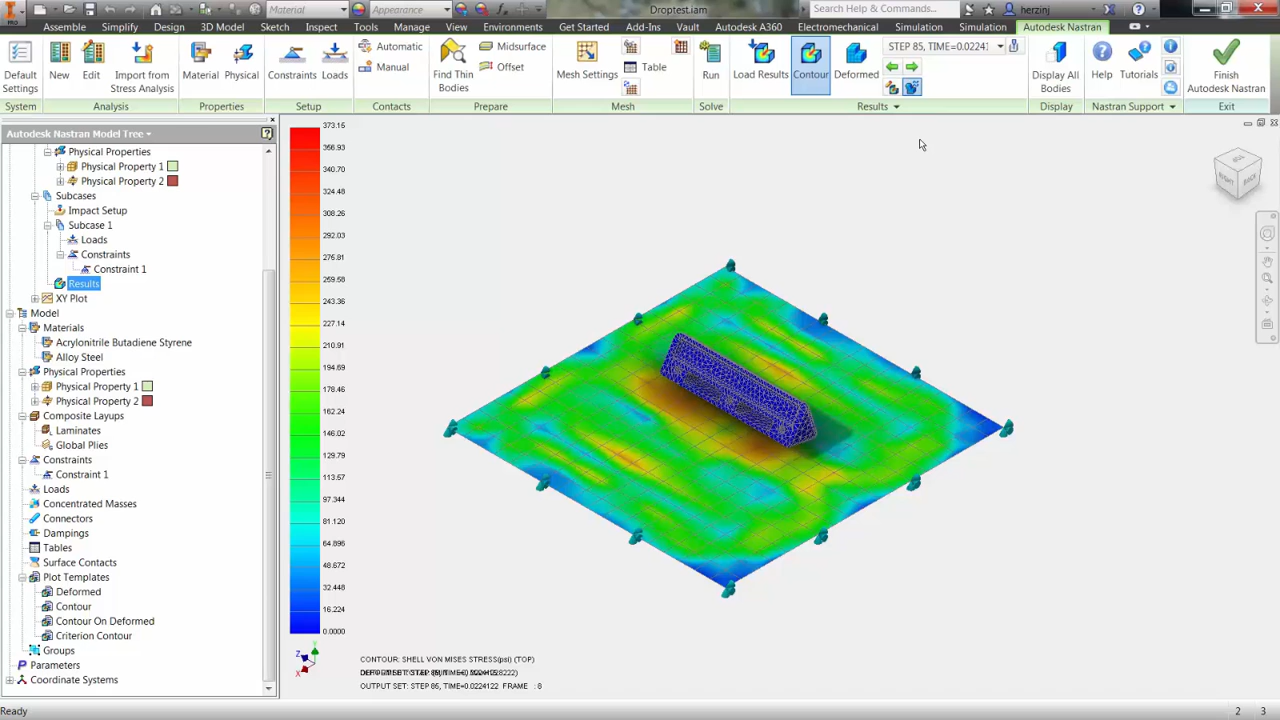 Material
Appearance
Droptest.iam
Search Help & Commands...
herzinj
PRO
Assemble
Simplify
Design
3D Model
Sketch
Inspect
Tools
Manage
View
Environments
Get Started
Add-Ins
Vault
Autodesk A360
Electromechanical
Simulation
Simulation
Autodesk Nastran
Default Settings
New
Edit
Import from Stress Analysis
Material
Physical
Constraints
Loads
Automatic
Manual
Find Thin Bodies
Midsurface
Offset
Mesh Settings
Table
Run
Load Results
Contour
Deformed
STEP 85, TIME=0.0224
Display All Bodies
Help
Tutorials
Finish Autodesk Nastran
System
Analysis
Properties
Setup
Contacts
Prepare
Mesh
Solve
Results
Display
Nastran Support
Exit
Autodesk Nastran Model Tree
Physical Properties
Physical Property 1
Physical Property 2
Subcases
Impact Setup
Subcase 1
Loads
Constraints
Constraint 1
Results
XY Plot
Model
Materials
Acrylonitrile Butadiene Styrene
Alloy Steel
Physical Properties
Physical Property 1
Physical Property 2
Composite Layups
Laminates
Global Plies
Constraints
Constraint 1
Loads
Concentrated Masses
Connectors
Dampings
Tables
Surface Contacts
Plot Templates
Deformed
Contour
Contour On Deformed
Criterion Contour
Groups
Parameters
Coordinate Systems
373.15
356.93
340.70
324.48
308.26
292.03
275.81
259.58
243.36
227.14
210.91
194.69
178.46
162.24
146.02
129.79
113.57
97.344
81.120
64.896
48.672
32.448
16.224
0.0000
RIGHT
BACK
Y
Z
X
CONTOUR: SHELL VON MISES STRESS(psi) (TOP)
OUTPUT SET: STEP 85, TIME=0.0224122 FRAME : 8
Ready
2 3